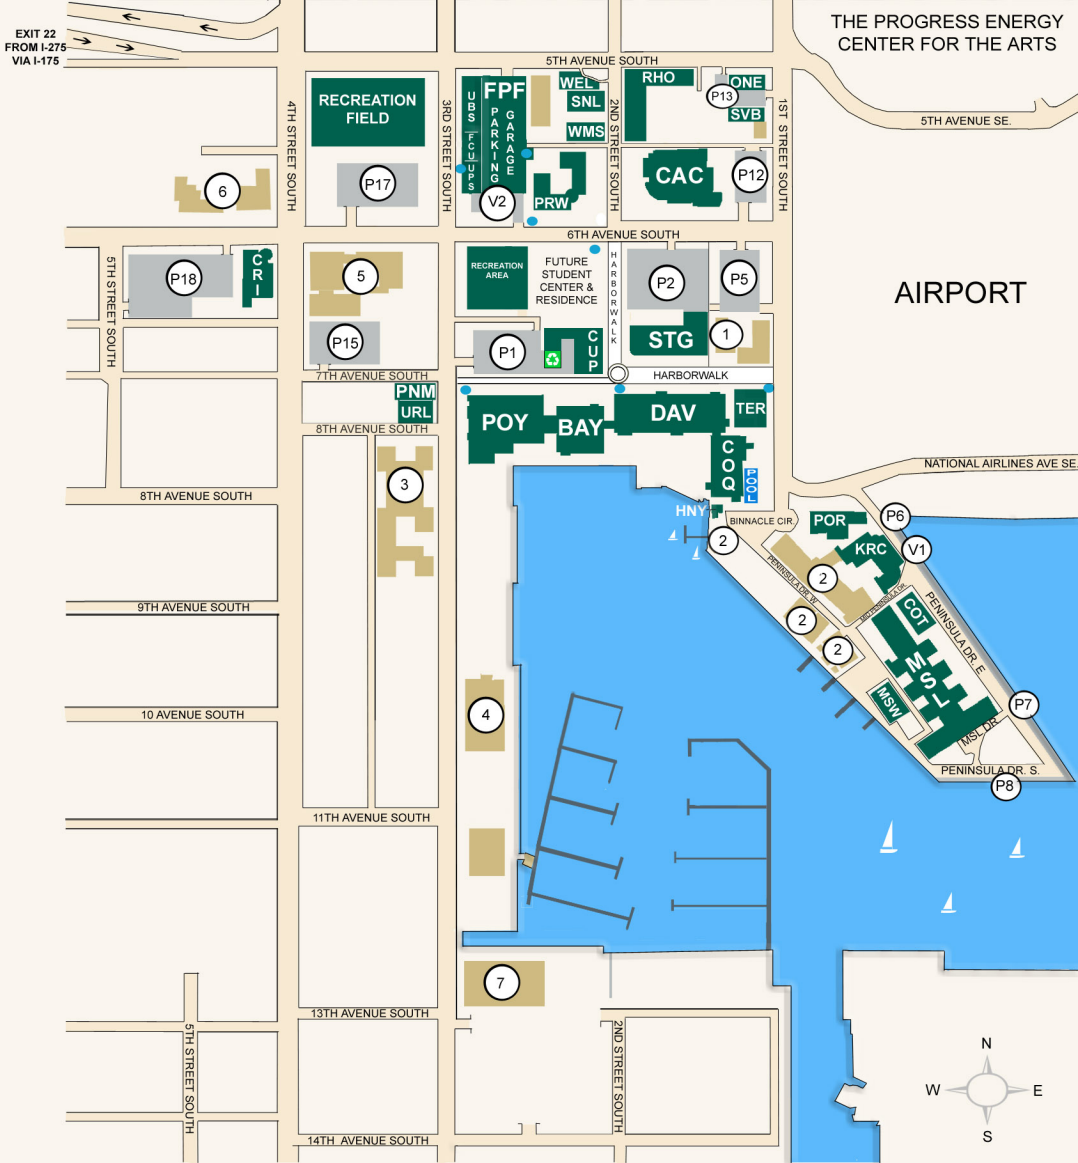 THE PROGRESS ENERGY
CENTER FOR THE ARTS
EXIT 22
FROM I-275
VIA I-175
5TH AVENUE SOUTH
RHO
ONE
P13
SVB
WEL
SNL
WMS
FPF
PARKING
GARAGE
UBS
FCU
UPS
V2
RECREATION
FIELD
4TH STREET SOUTH
3RD STREET SOUTH
2ND STREET SOUTH
1ST STREET SOUTH
5TH AVENUE SE.
6
P17
PRW
CAC
P12
6TH AVENUE SOUTH
5TH STREET SOUTH
P18
CRI
5
RECREATION
AREA
FUTURE
STUDENT
CENTER &
RESIDENCE
HARBORWALK
P2
P5
AIRPORT
P15
P1
CUP
STG
1
7TH AVENUE SOUTH
HARBORWALK
PNM
URL
8TH AVENUE SOUTH
POY
BAY
DAV
TER
COQ
POOL
NATIONAL AIRLINES AVE SE.
3
8TH AVENUE SOUTH
HNY
BINNACLE CIR.
POR
P6
2
KRC
V1
2
PENINSULA DR. W
MID PENINSULA DR.
PENINSULA DR. E
9TH AVENUE SOUTH
COT
2
2
MSL
MSW
4
10 AVENUE SOUTH
P7
MSL DR
PENINSULA DR. S.
P8
11TH AVENUE SOUTH
7
13TH AVENUE SOUTH
5TH STREET SOUTH
2ND STREET SOUTH
N
W
E
S
14TH AVENUE SOUTH